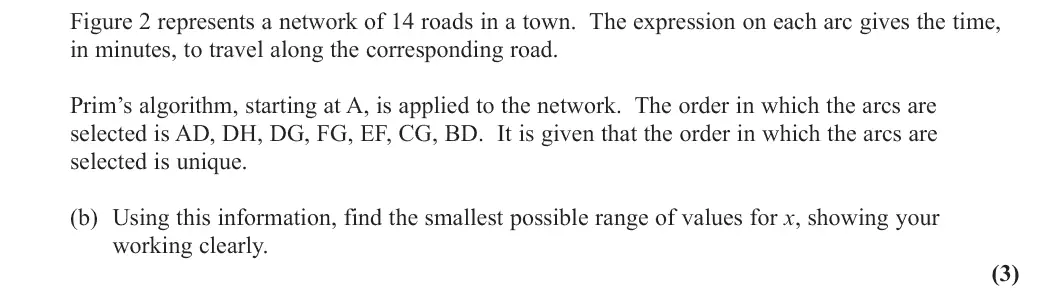 Figure 2 represents a network of 14 roads in a town.  The expression on each arc gives the time,
in minutes, to travel along the corresponding road.
Prim’s algorithm, starting at A, is applied to the network.  The order in which the arcs are
selected is AD, DH, DG, FG, EF, CG, BD.  It is given that the order in which the arcs are
selected is unique.
(b)  Using this information, find the smallest possible range of values for x, showing your
working clearly.
(3)